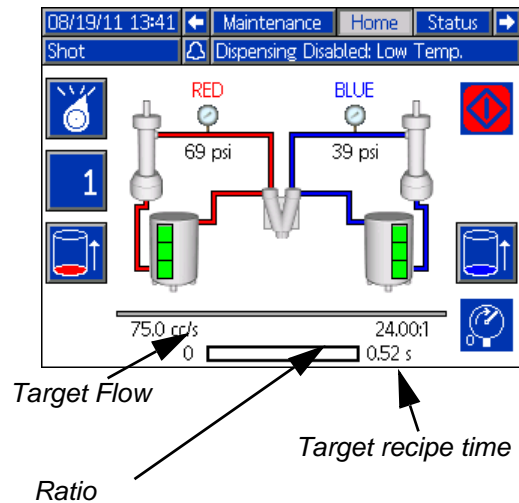 08/19/11 13:41 Maintenance Home Status
Shot Dispensing Disabled: Low Temp.
RED BLUE
69 psi 39 psi
1
75.0 cc/s 24.00:1
0 0.52 s
0
Target Flow
Target recipe time
Ratio